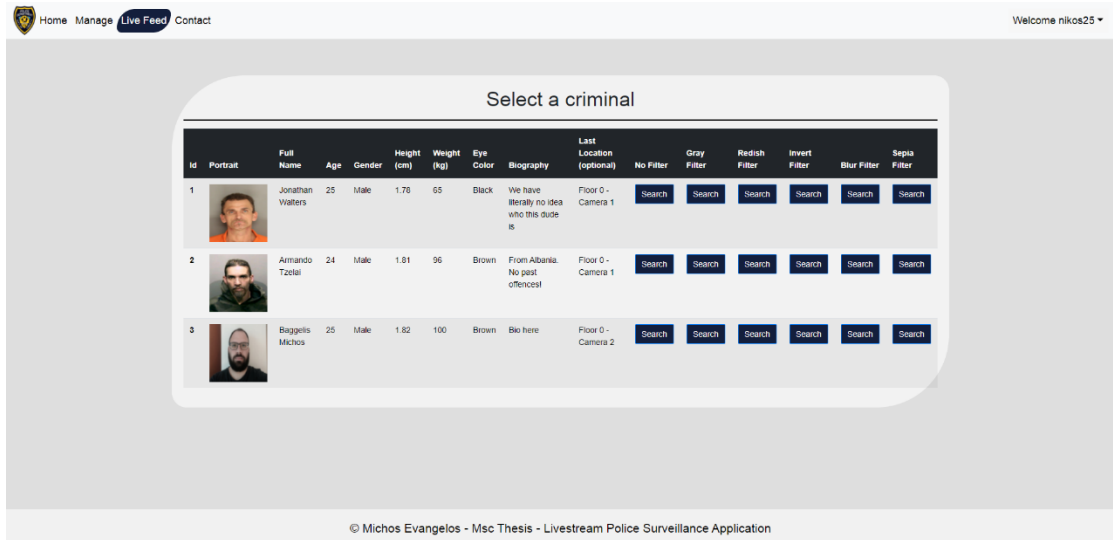 Home Manage Live Feed Contact Welcome nikos25
Select a criminal
Id Portrait Full Name Age Gender Height (cm) Weight (kg) Eye Color Biography Last Location (optional) No Filter Gray Filter Redish Filter Invert Filter Blur Filter Sepia Filter
1 Jonathan Walters 25 Male 1.78 65 Black We have literally no idea who this dude is Floor 0 - Camera 1 Search Search Search Search Search Search
2 Armando Tzelai 24 Male 1.81 96 Brown From Albania. No past offences! Floor 0 - Camera 1 Search Search Search Search Search Search
3 Baggelis Michos 25 Male 1.82 100 Brown Bio here Floor 0 - Camera 2 Search Search Search Search Search Search
© Michos Evangelos - Msc Thesis - Livestream Police Surveillance Application